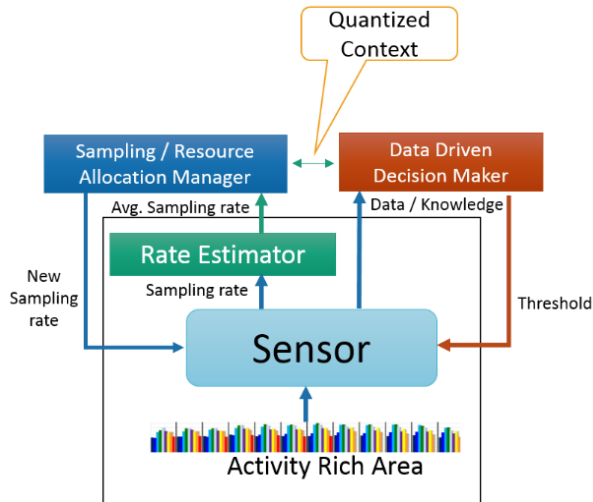 Quantized
Context
Sampling / Resource
Allocation Manager
Data Driven
Decision Maker
Avg. Sampling rate
Data / Knowledge
Rate Estimator
New
Sampling
rate
Sampling rate
Threshold
Sensor
Activity Rich Area